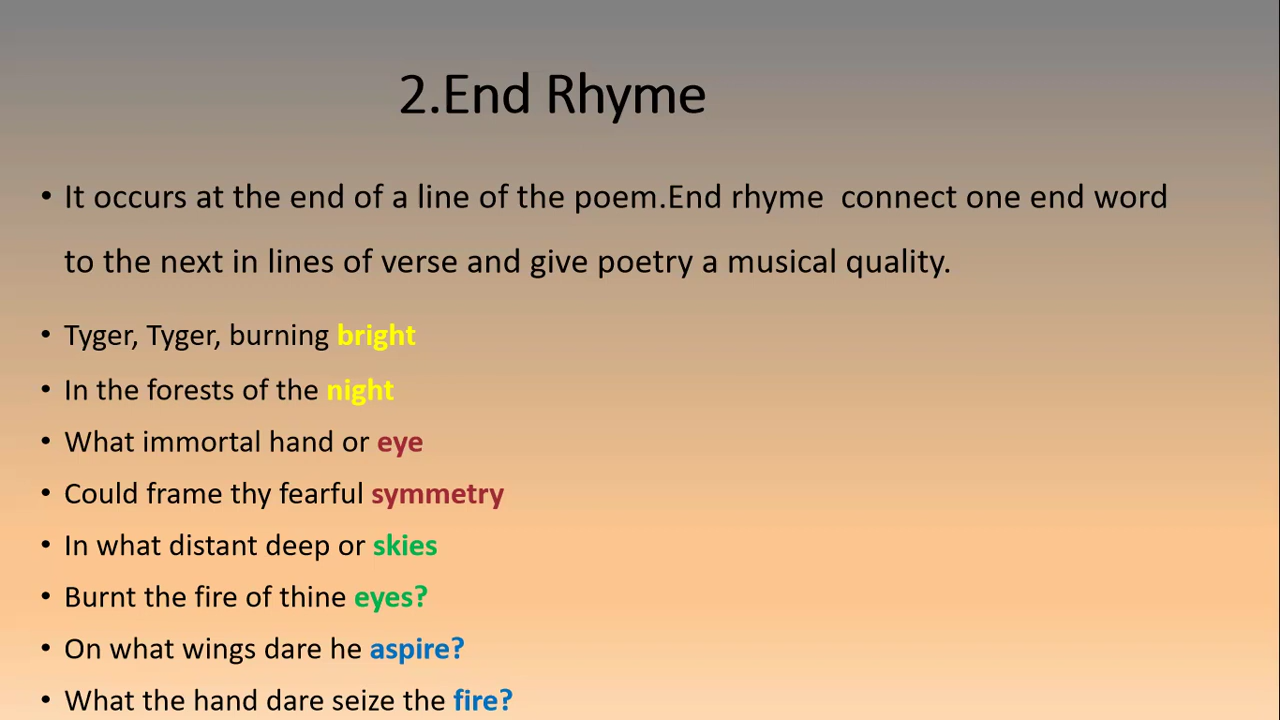 2.End Rhyme
• It occurs at the end of a line of the poem.End rhyme  connect one end word
to the next in lines of verse and give poetry a musical quality.
• Tyger, Tyger, burning bright
• In the forests of the night
• What immortal hand or eye
• Could frame thy fearful symmetry
• In what distant deep or skies
• Burnt the fire of thine eyes?
• On what wings dare he aspire?
• What the hand dare seize the fire?